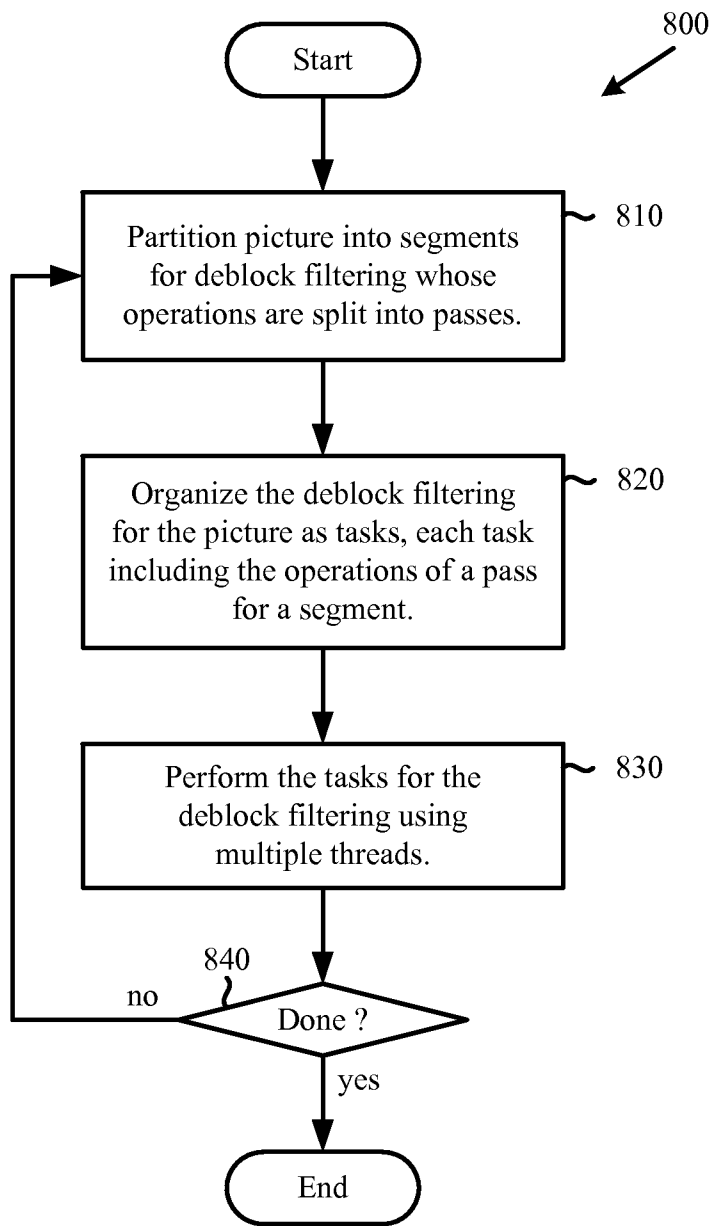 800
Start
810
Partition picture into segments
for deblock filtering whose
operations are split into passes.
820
Organize the deblock filtering
for the picture as tasks, each task
including the operations of a pass
for a segment.
830
Perform the tasks for the
deblock filtering using
multiple threads.
840
no
Done ?
yes
End